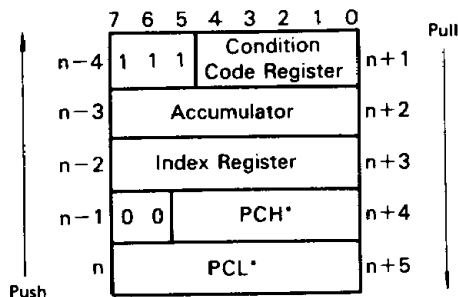 7 6 5 4 3 2 1 0
Pull
n-4 1 1 1 Condition Code Register n+1
n-3 Accumulator n+2
n-2 Index Register n+3
n-1 0 0 PCH* n+4
n PCL* n+5
Push